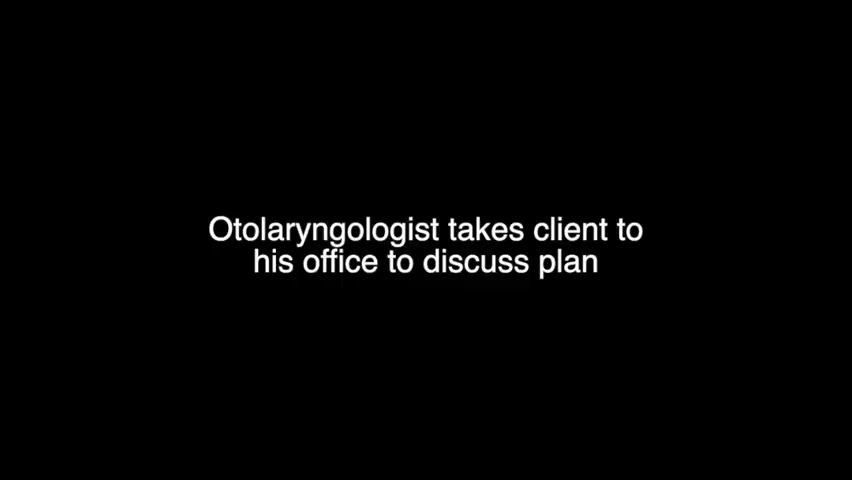 Otolaryngologist takes client to
his office to discuss plan